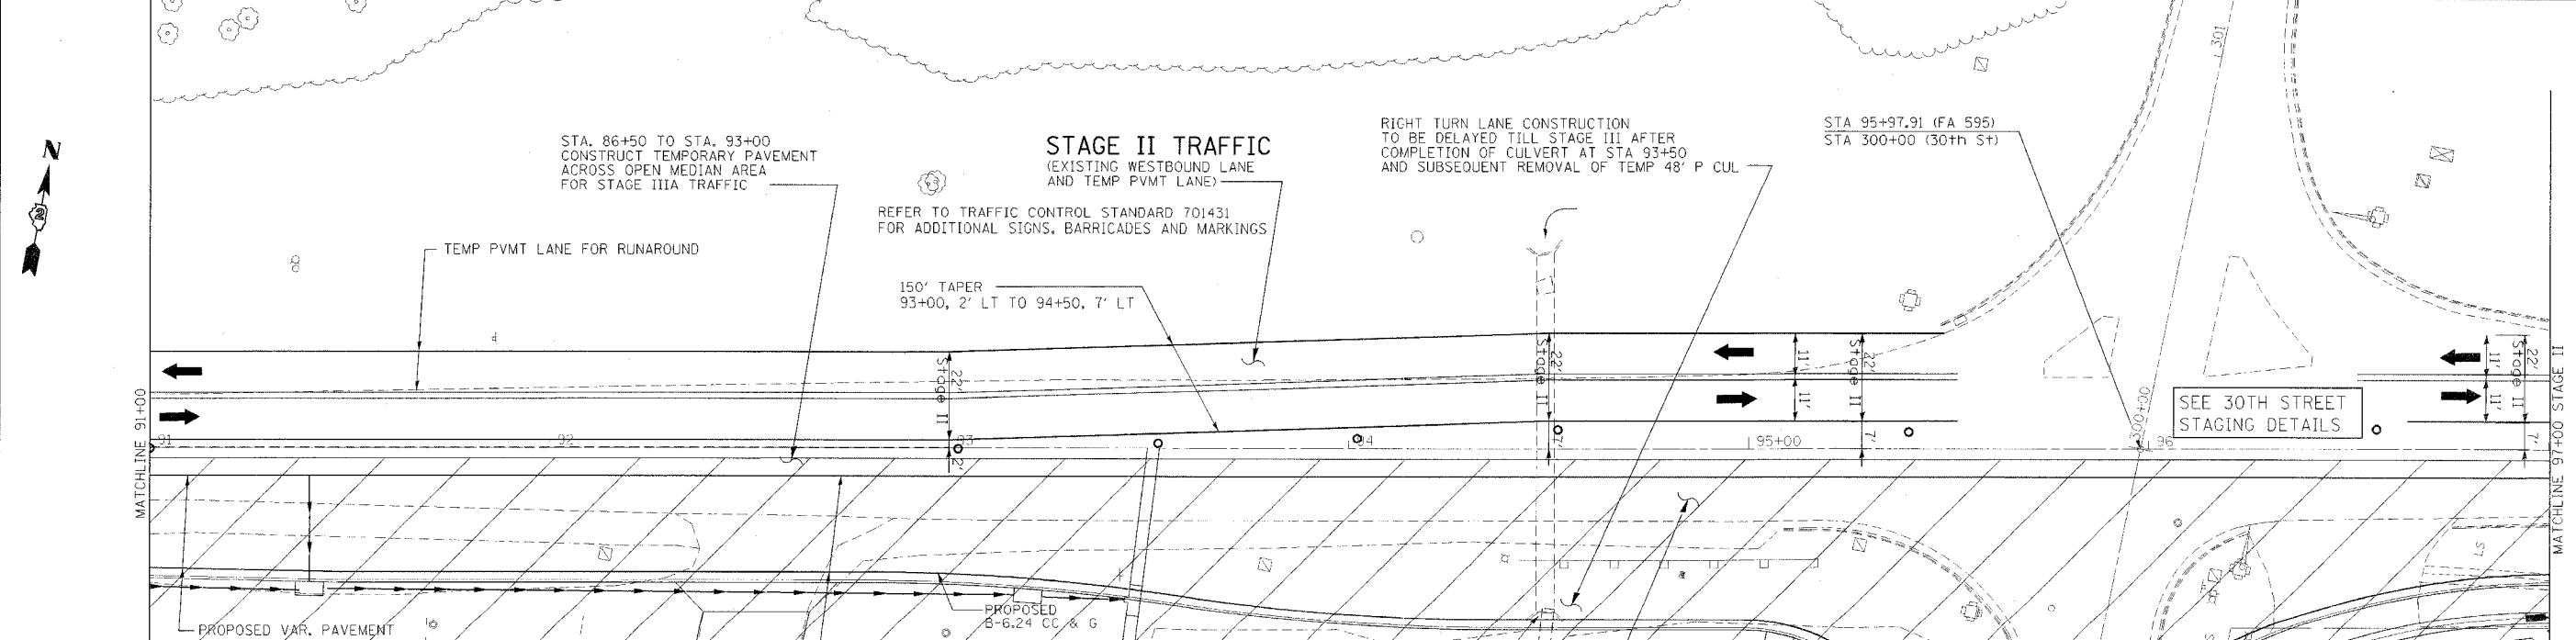 N
2
STA. 86+50 TO STA. 93+00
CONSTRUCT TEMPORARY PAVEMENT
ACROSS OPEN MEDIAN AREA
FOR STAGE IIIA TRAFFIC
TEMP PVMT LANE FOR RUNAROUND
STAGE II TRAFFIC
(EXISTING WESTBOUND LANE
AND TEMP PVMT LANE)
REFER TO TRAFFIC CONTROL STANDARD 701431
FOR ADDITIONAL SIGNS, BARRICADES AND MARKINGS
150' TAPER
93+00, 2' LT TO 94+50, 7' LT
RIGHT TURN LANE CONSTRUCTION
TO BE DELAYED TILL STAGE III AFTER
COMPLETION OF CULVERT AT STA 93+50
AND SUBSEQUENT REMOVAL OF TEMP 48' P CUL
STA 95+97.91 (FA 595)
STA 300+00 (30th St)
301
MATCHLINE 91+00
91
92
93
94
95+00
96
300+00
Stage II
22'
2'
Stage II
22'
7'
11'
11'
Stage II
22'
7'
11'
11'
Stage II
22'
7'
SEE 30TH STREET
STAGING DETAILS
MATCHLINE 97+00 STAGE II
LS
PROPOSED
B-6.24 CC & G
PROPOSED VAR. PAVEMENT